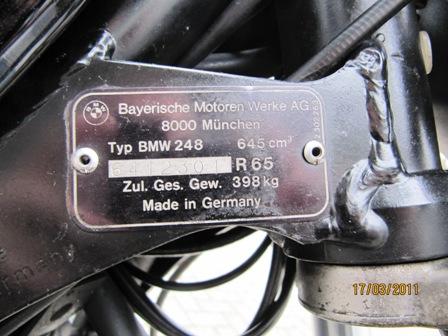 BMW
Bayerische Motoren Werke AG
8000 München
Typ BMW 248 645 cm³
R 65
Zul. Ges. Gew. 398 kg
Made in Germany
17/03/2011